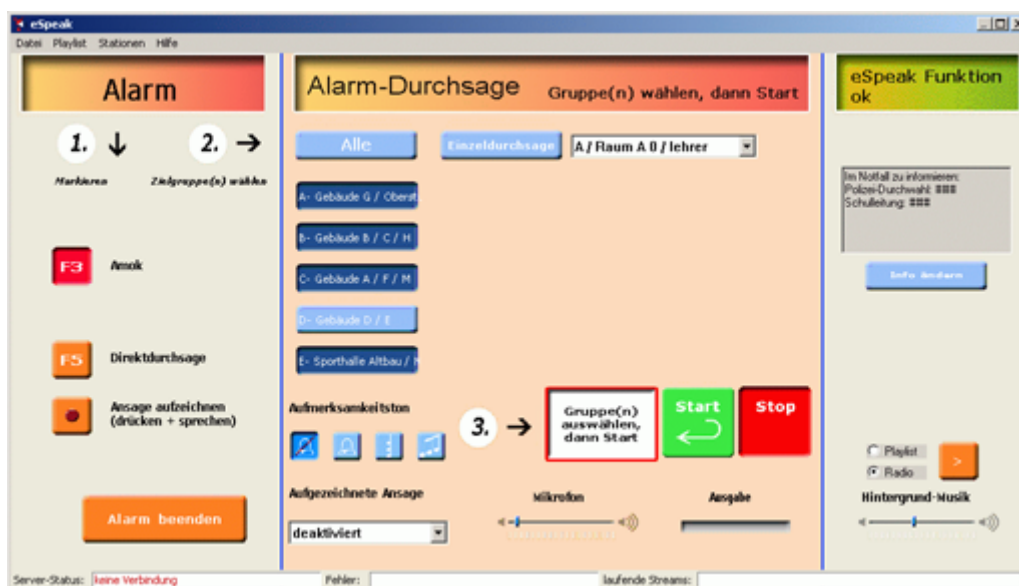 eSpeak
Datei Playlist Stationen Hilfe
Alarm
1.
2.
Markieren
Zielgruppe(n) wählen
F3
Amok
F5
Direktdurchsage
Ansage aufzeichnen
(drücken + sprechen)
Alarm beenden
Alarm-Durchsage
Gruppe(n) wählen, dann Start
Alle
Einzeldurchsage
A / Raum A 0 / lehrer
A- Gebäude G / Oberst
B- Gebäude B / C / H
C- Gebäude A / F / M
D- Gebäude D / E
E- Sporthalle Altbau /
Aufmerksamkeitston
3.
Gruppe(n)
auswählen,
dann Start
Start
Stop
Aufgezeichnete Ansage
deaktiviert
Mikrofon
Ausgabe
eSpeak Funktion
ok
Im Notfall zu informieren:
Polizei-Durchwahl: ###
Schulleitung: ###
Info ändern
Playlist
Radio
>
Hintergrund-Musik
Server-Status: keine Verbindung
Fehler:
laufende Streams: